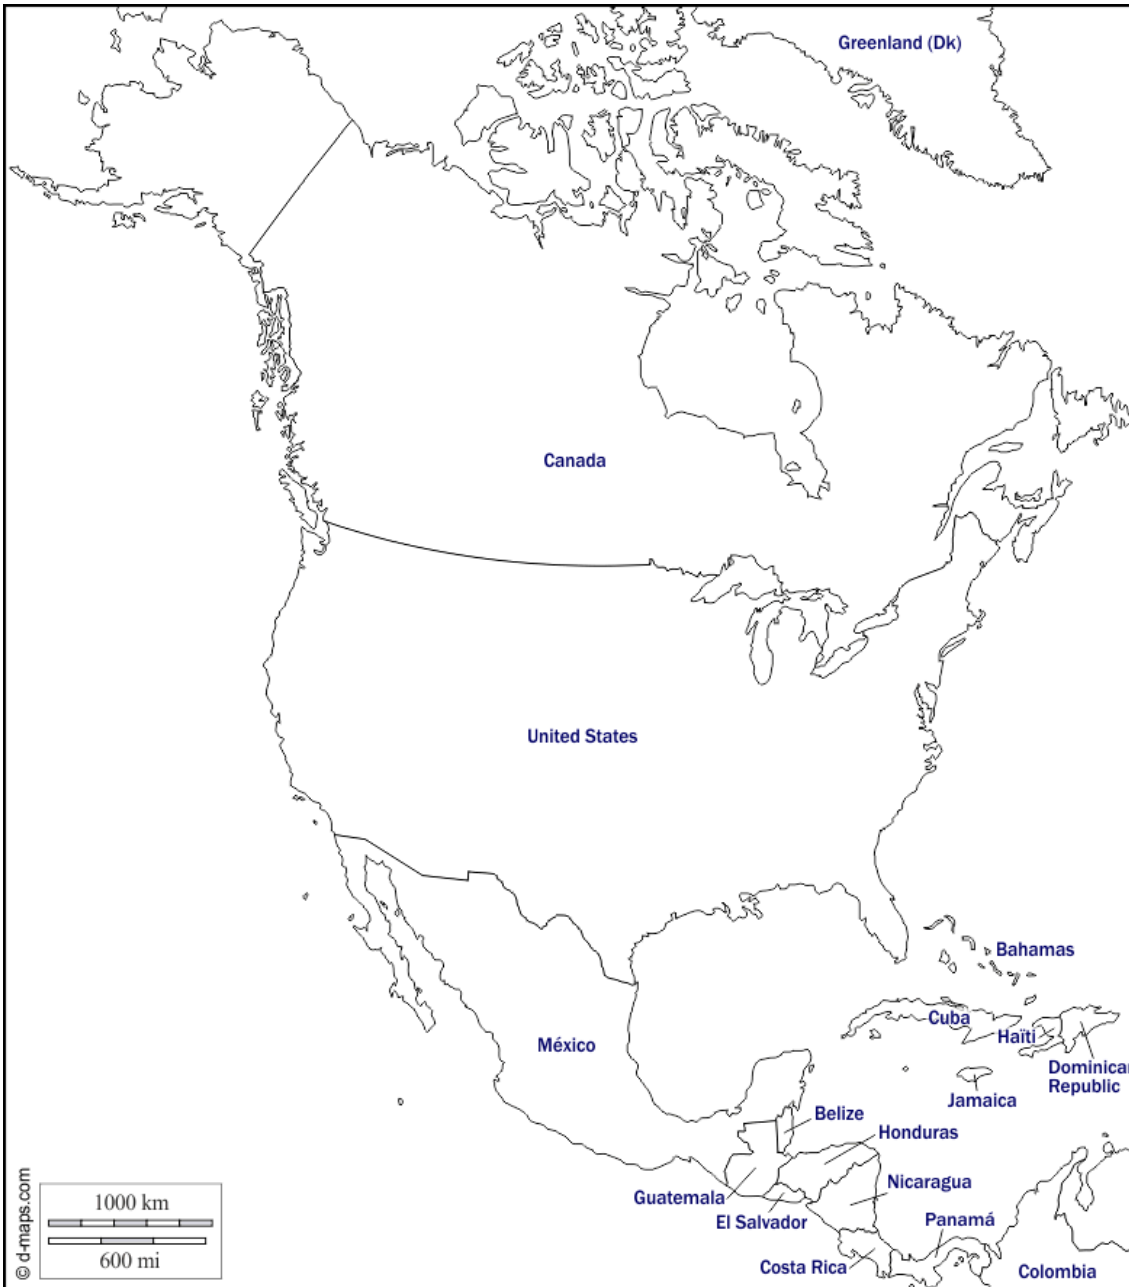 Greenland (Dk)
Canada
United States
Bahamas
Cuba
Haïti
México
Dominican
Republic
Jamaica
Belize
Honduras
Guatemala
Nicaragua
El Salvador
Panamá
Costa Rica
Colombia
© d-maps.com
1000 km
600 mi